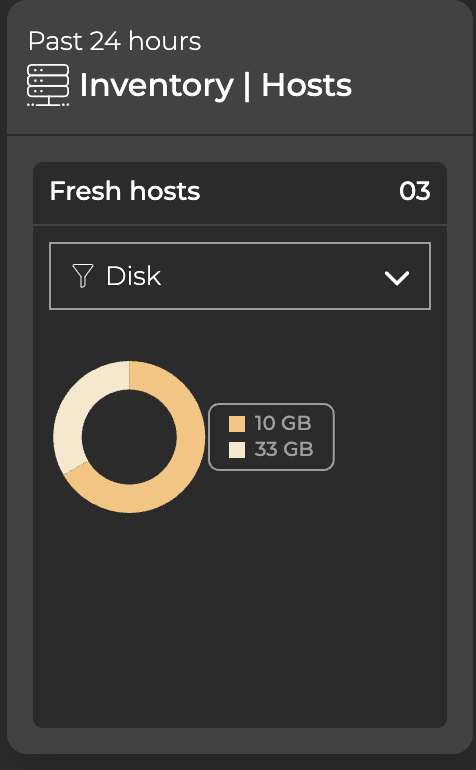 Past 24 hours
Inventory | Hosts
Fresh hosts 03
Disk
10 GB
33 GB